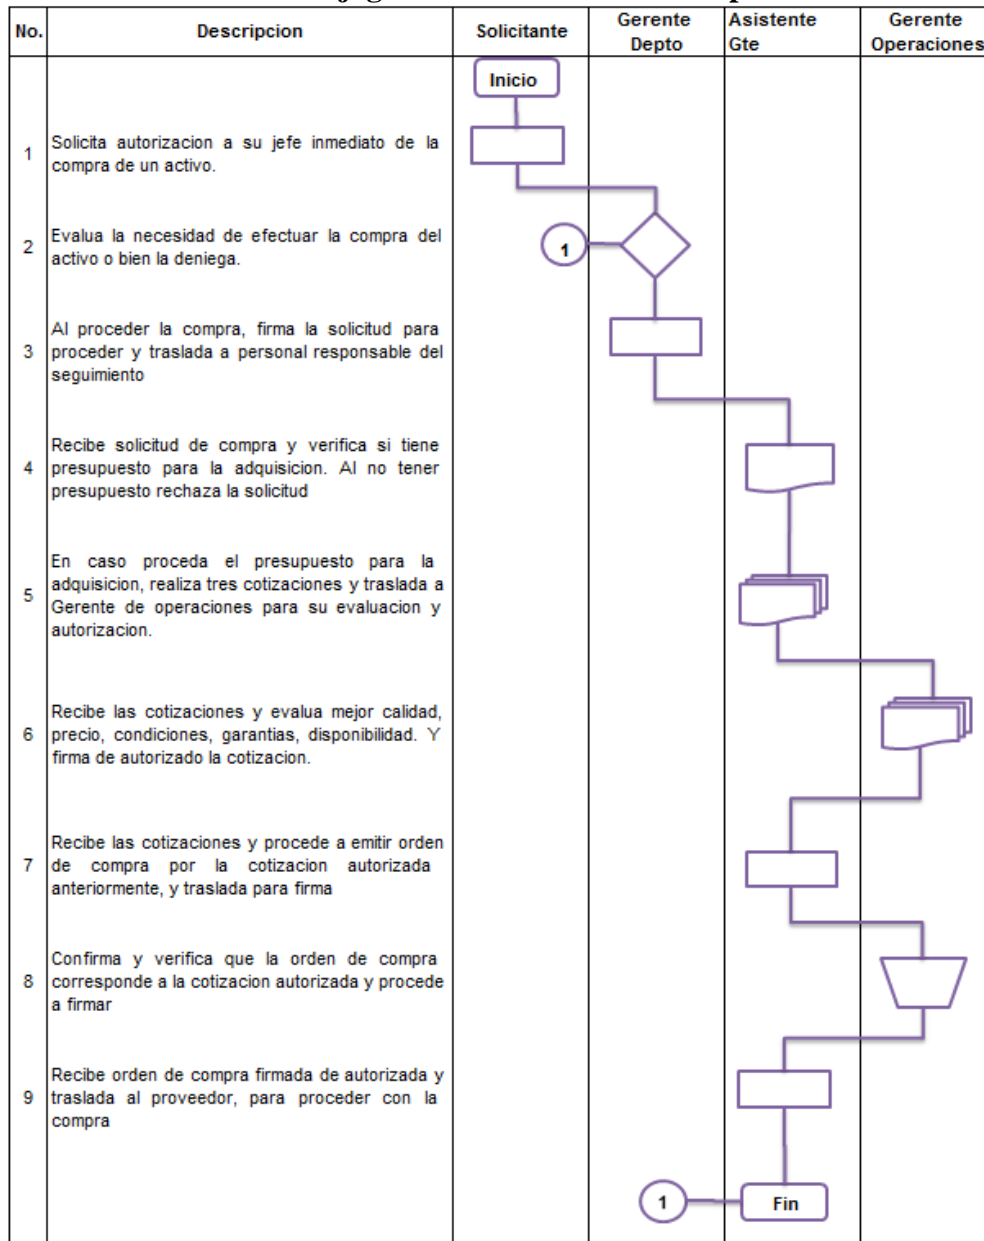 No.
Descripcion
Solicitante
Gerente
Depto
Asistente
Gte
Gerente
Operaciones
Inicio
1
Solicita autorizacion a su jefe inmediato de la
compra de un activo.
2
Evalua la necesidad de efectuar la compra del
activo o bien la deniega.
1
3
Al proceder la compra, firma la solicitud para
proceder y traslada a personal responsable del
seguimiento
4
Recibe solicitud de compra y verifica si tiene
presupuesto para la adquisicion. Al no tener
presupuesto rechaza la solicitud
5
En caso proceda el presupuesto para la
adquisicion, realiza tres cotizaciones y traslada a
Gerente de operaciones para su evaluacion y
autorizacion.
6
Recibe las cotizaciones y evalua mejor calidad,
precio, condiciones, garantias, disponibilidad. Y
firma de autorizado la cotizacion.
7
Recibe las cotizaciones y procede a emitir orden
de compra por la cotizacion autorizada
anteriormente, y traslada para firma
8
Confirma y verifica que la orden de compra
corresponde a la cotizacion autorizada y procede
a firmar
9
Recibe orden de compra firmada de autorizada y
traslada al proveedor, para proceder con la
compra
1
Fin